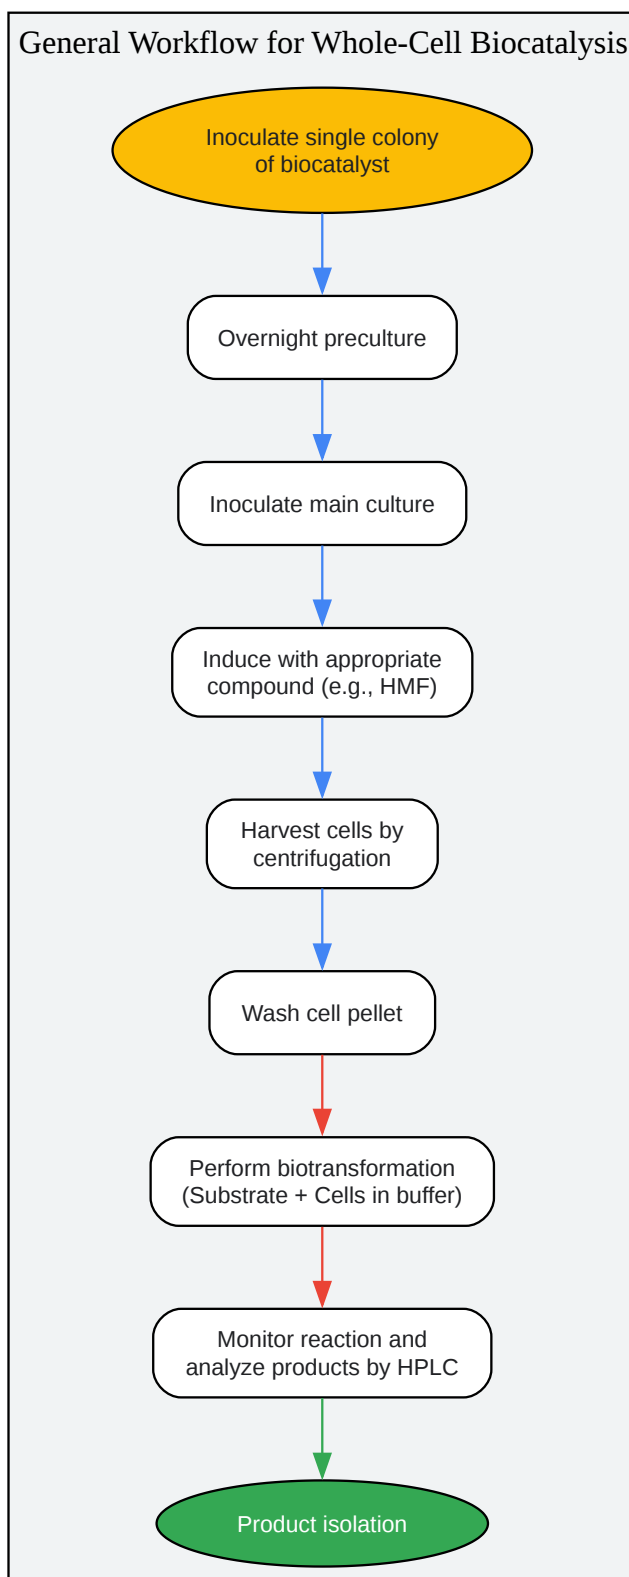 General Workflow for Whole-Cell Biocatalysis
Inoculate single colony
of biocatalyst
Overnight preculture
Inoculate main culture
Induce with appropriate
compound (e.g., HMF)
Harvest cells by
centrifugation
Wash cell pellet
Perform biotransformation
(Substrate + Cells in buffer)
Monitor reaction and
analyze products by HPLC
Product isolation